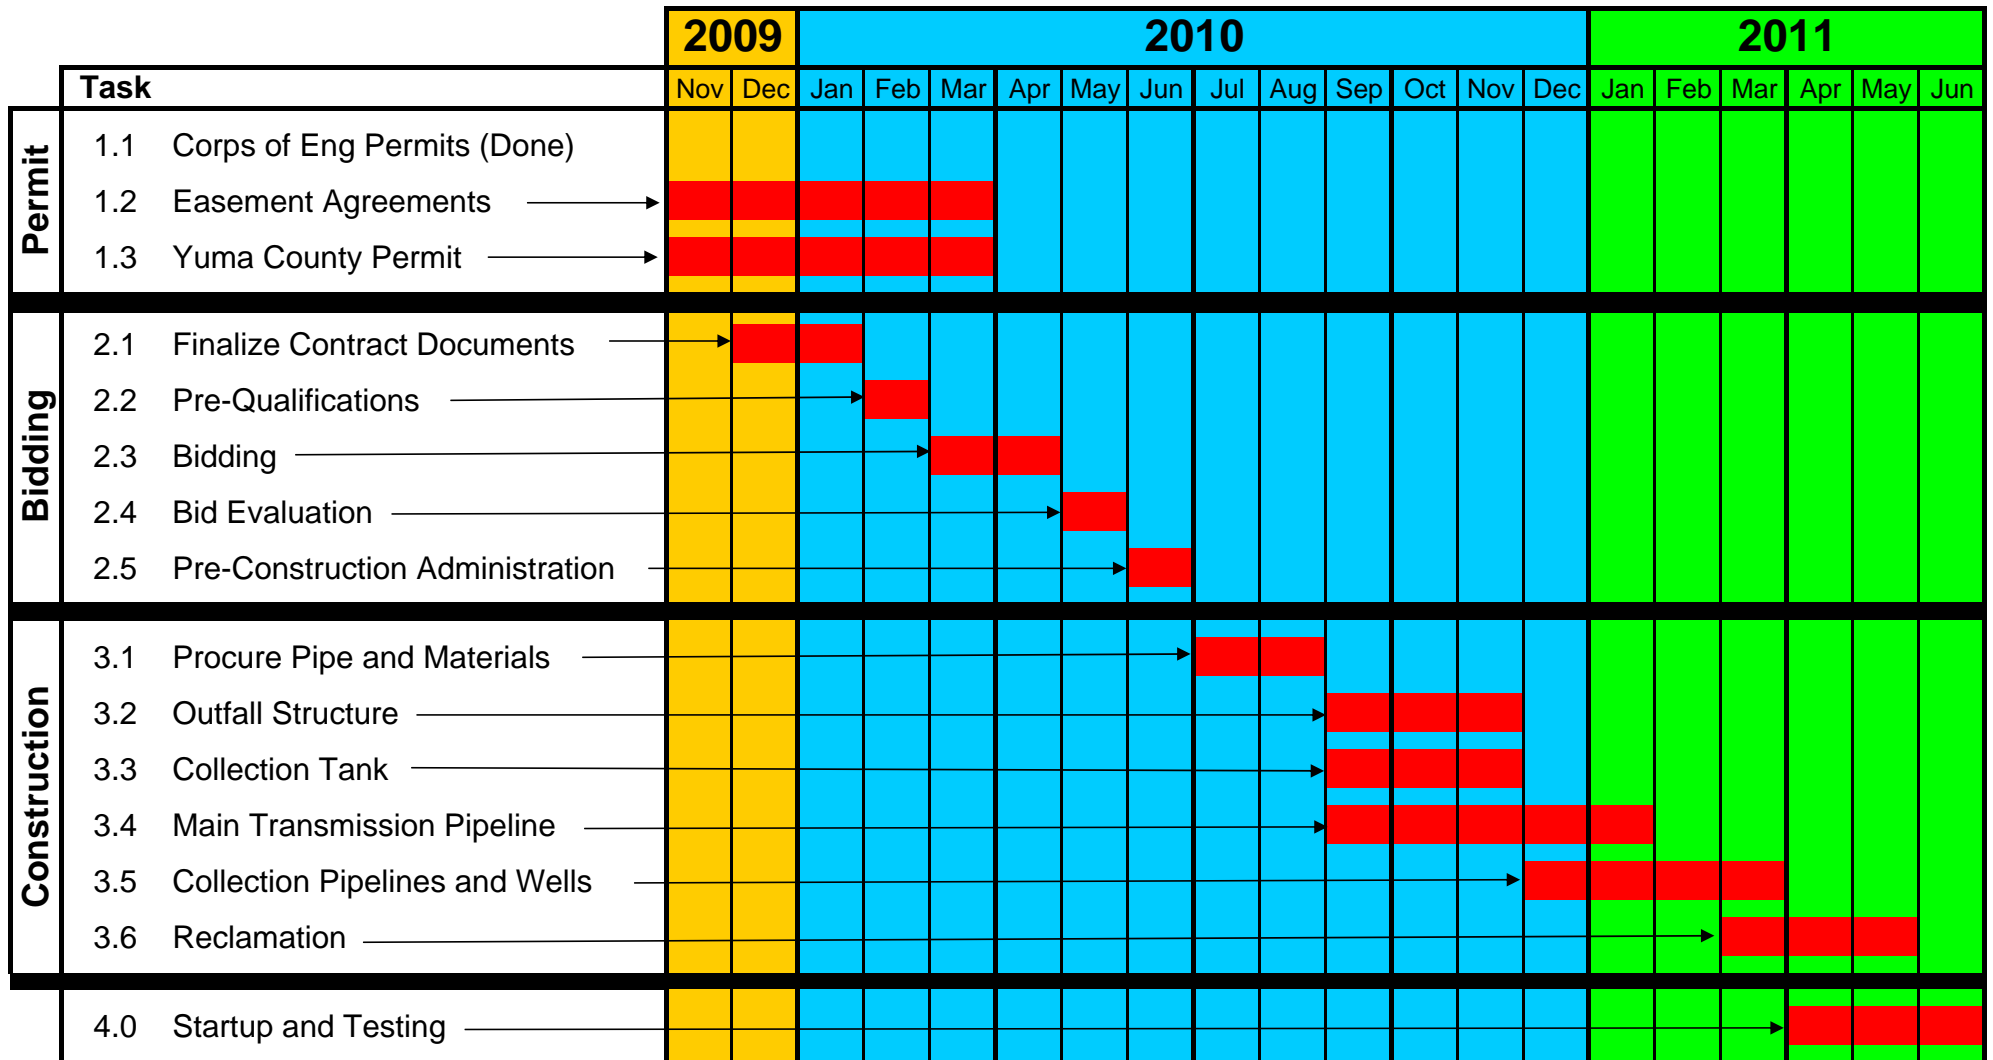 2009 2010 2011
Task Nov Dec Jan Feb Mar Apr May Jun Jul Aug Sep Oct Nov Dec Jan Feb Mar Apr May Jun
Permit
1.1 Corps of Eng Permits (Done)
1.2 Easement Agreements
1.3 Yuma County Permit
Bidding
2.1 Finalize Contract Documents
2.2 Pre-Qualifications
2.3 Bidding
2.4 Bid Evaluation
2.5 Pre-Construction Administration
Construction
3.1 Procure Pipe and Materials
3.2 Outfall Structure
3.3 Collection Tank
3.4 Main Transmission Pipeline
3.5 Collection Pipelines and Wells
3.6 Reclamation
4.0 Startup and Testing